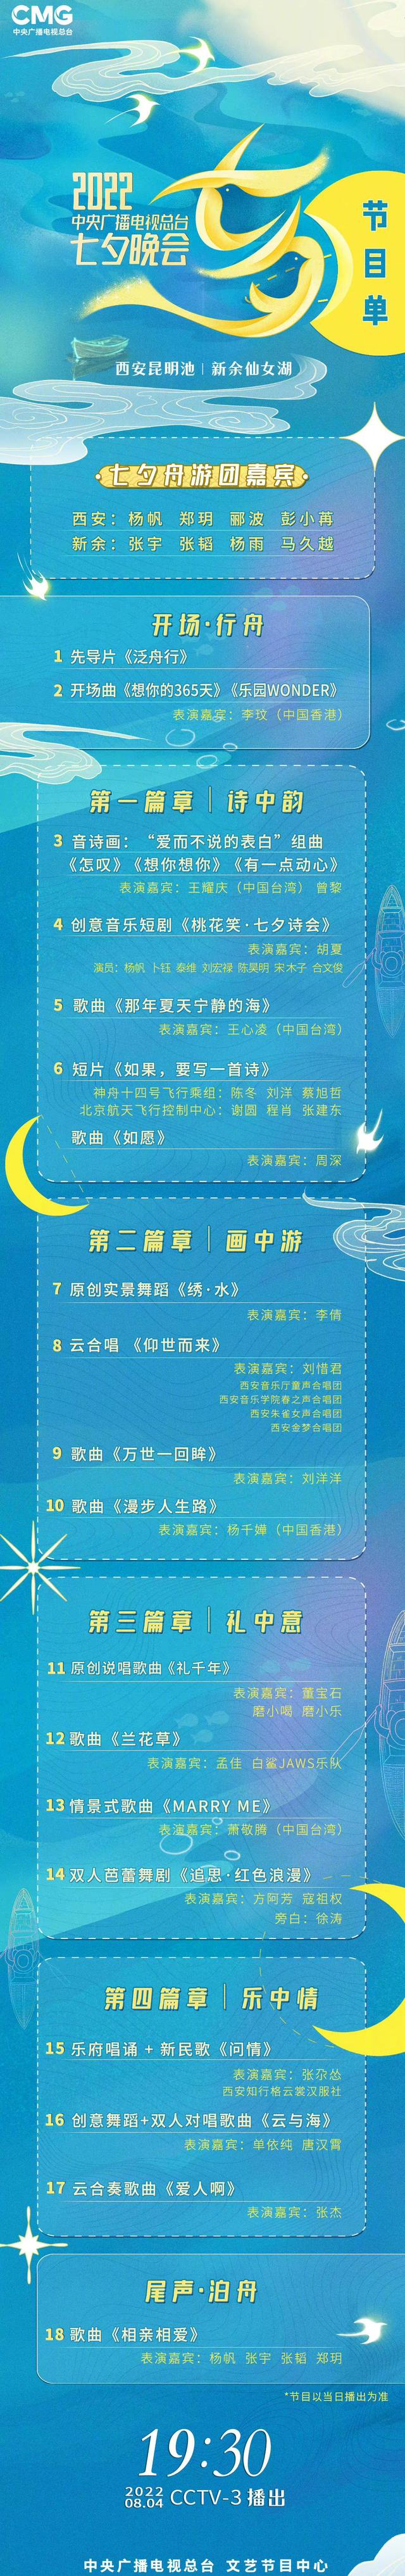 CMG
中央广播电视总台
2022
中央广播电视总台
七夕晚会
节目单
西安昆明池|新余仙女湖
七夕舟游团嘉宾
西安：杨帆 郑玥 郦波 彭小苒
新余：张宇 张韬 杨雨 马久越
开场·行舟
1 先导片《泛舟行》
2 开场曲《想你的365天》《乐园WONDER》
表演嘉宾：李玟（中国香港）
第一篇章|诗中韵
3 音诗画：“爱而不说的表白”组曲
《怎叹》《想你想你》《有一点动心》
表演嘉宾：王耀庆（中国台湾） 曾黎
4 创意音乐短剧《桃花笑·七夕诗会》
表演嘉宾：胡夏
演员：杨帆 卜钰 泰维 刘宏禄 陈昊明 宋木子 合文俊
5 歌曲《那年夏天宁静的海》
表演嘉宾：王心凌（中国台湾）
6 短片《如果，要写一首诗》
神舟十四号飞行乘组：陈冬 刘洋 蔡旭哲
北京航天飞行控制中心：谢圆 程肖 张建东
歌曲《如愿》
表演嘉宾：周深
第二篇章|画中游
7 原创实景舞蹈《绣·水》
表演嘉宾：李倩
8 云合唱 《仰世而来》
表演嘉宾：刘惜君
西安音乐厅童声合唱团
西安音乐学院春之声合唱团
西安朱雀女声合唱团
西安金梦合唱团
9 歌曲《万世一回眸》
表演嘉宾：刘洋洋
10 歌曲《漫步人生路》
表演嘉宾：杨千嬅（中国香港）
第三篇章|礼中意
11 原创说唱歌曲《礼千年》
表演嘉宾：董宝石
磨小喝 磨小乐
12 歌曲《兰花草》
表演嘉宾：孟佳 白鲨JAWS乐队
13 情景式歌曲《MARRY ME》
表演嘉宾：萧敬腾（中国台湾）
14 双人芭蕾舞剧《追思·红色浪漫》
表演嘉宾：方阿芳 寇祖权
旁白：徐涛
第四篇章|乐中情
15 乐府唱诵 + 新民歌《问情》
表演嘉宾：张尕怂
西安知行格云裳汉服社
16 创意舞蹈+双人对唱歌曲《云与海》
表演嘉宾：单依纯 唐汉霄
17 云合奏歌曲《爱人啊》
表演嘉宾：张杰
尾声·泊舟
18 歌曲《相亲相爱》
表演嘉宾：杨帆 张宇 张韬 郑玥
*节目以当日播出为准
19:30
2022
08.04 CCTV-3 播出
中央广播电视总台 文艺节目中心